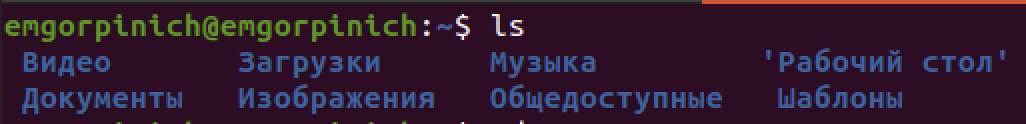 emgorpinich@emgorpinich:~$ ls
Видео Загрузки Музыка 'Рабочий стол'
Документы Изображения Общедоступные Шаблоны